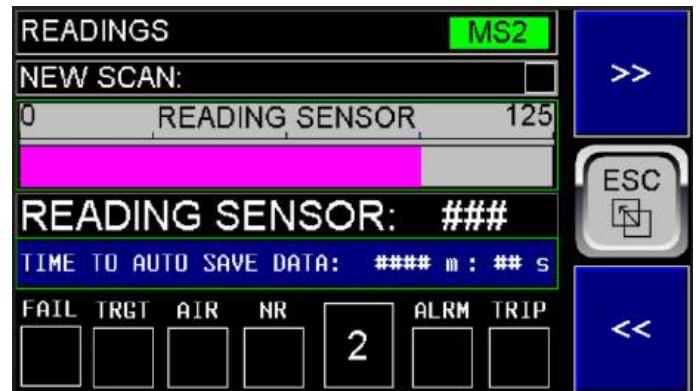 READINGS MS2
>>
NEW SCAN:
0 READING SENSOR 125
ESC
READING SENSOR: ###
TIME TO AUTO SAVE DATA: #### m : ## s
FAIL TRGT AIR NR ALRM TRIP
2
<<